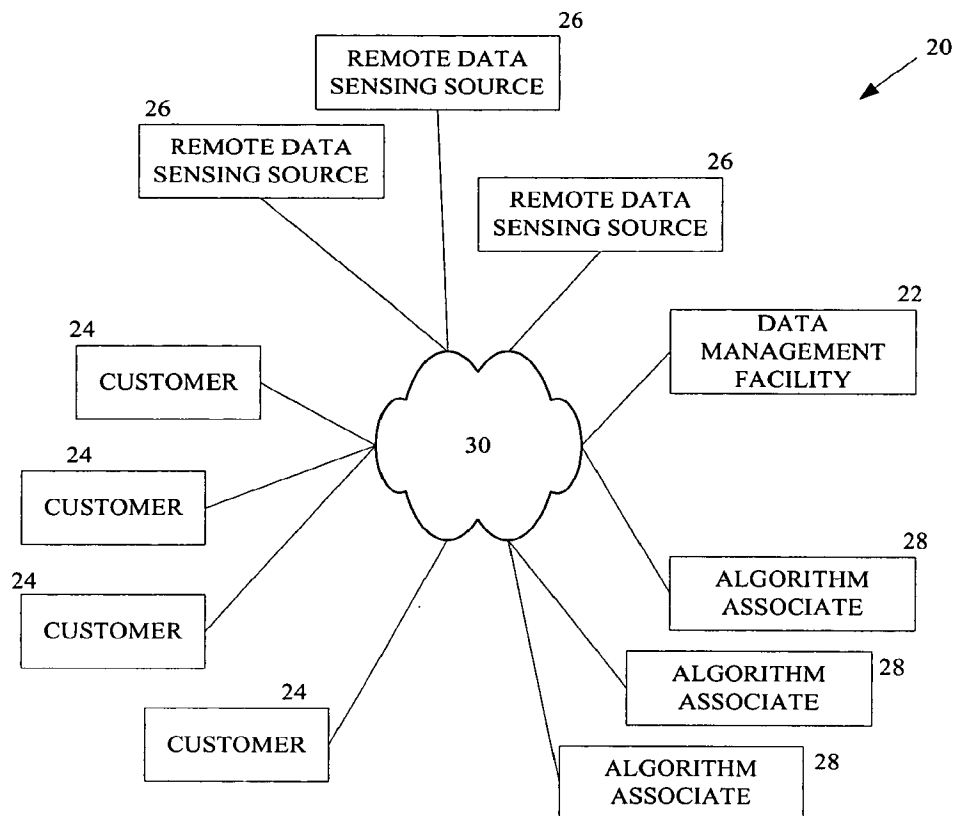 26
REMOTE DATA
SENSING SOURCE
20
26
REMOTE DATA
SENSING SOURCE
26
REMOTE DATA
SENSING SOURCE
22
DATA
MANAGEMENT
FACILITY
24
CUSTOMER
30
24
CUSTOMER
28
ALGORITHM
ASSOCIATE
24
CUSTOMER
28
ALGORITHM
ASSOCIATE
24
CUSTOMER
28
ALGORITHM
ASSOCIATE